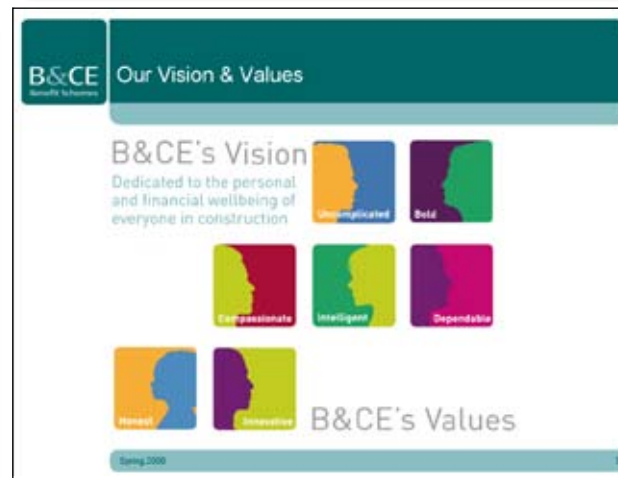 B&CE
Benefit Schemes
Our Vision & Values
B&CE's Vision
Dedicated to the personal
and financial wellbeing of
everyone in construction
Uncomplicated
Bold
Compassionate
Intelligent
Dependable
Honest
Innovative
B&CE's Values
Spring 2008